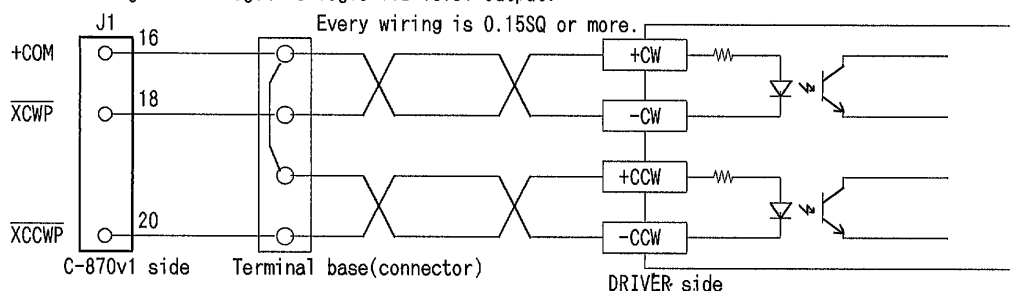 Every wiring is 0.15SQ or more.
J1
+COM
16
XCWP
18
XCCWP
20
+CW
-CW
+CCW
-CCW
C-870v1 side
Terminal base(connector)
DRIVER side